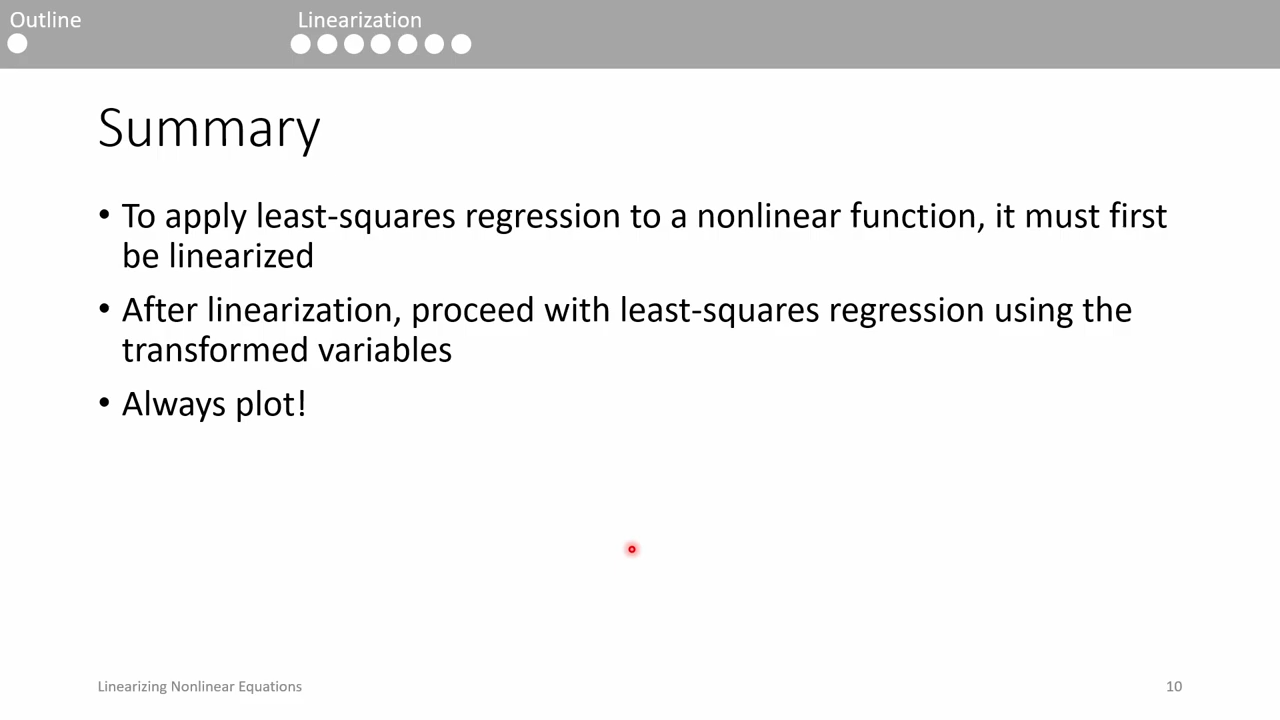 Outline
Linearization
Summary
• To apply least-squares regression to a nonlinear function, it must first
be linearized
• After linearization, proceed with least-squares regression using the
transformed variables
• Always plot!
Linearizing Nonlinear Equations
10